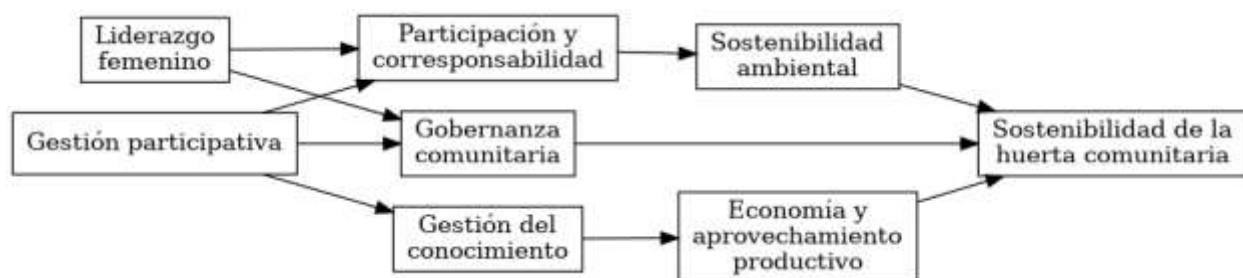 Liderazgo
femenino
Participación y
corresponsabilidad
Sostenibilidad
ambiental
Gestión participativa
Gobernanza
comunitaria
Sostenibilidad de la
huerta comunitaria
Gestión del
conocimiento
Economía y
aprovechamiento
productivo